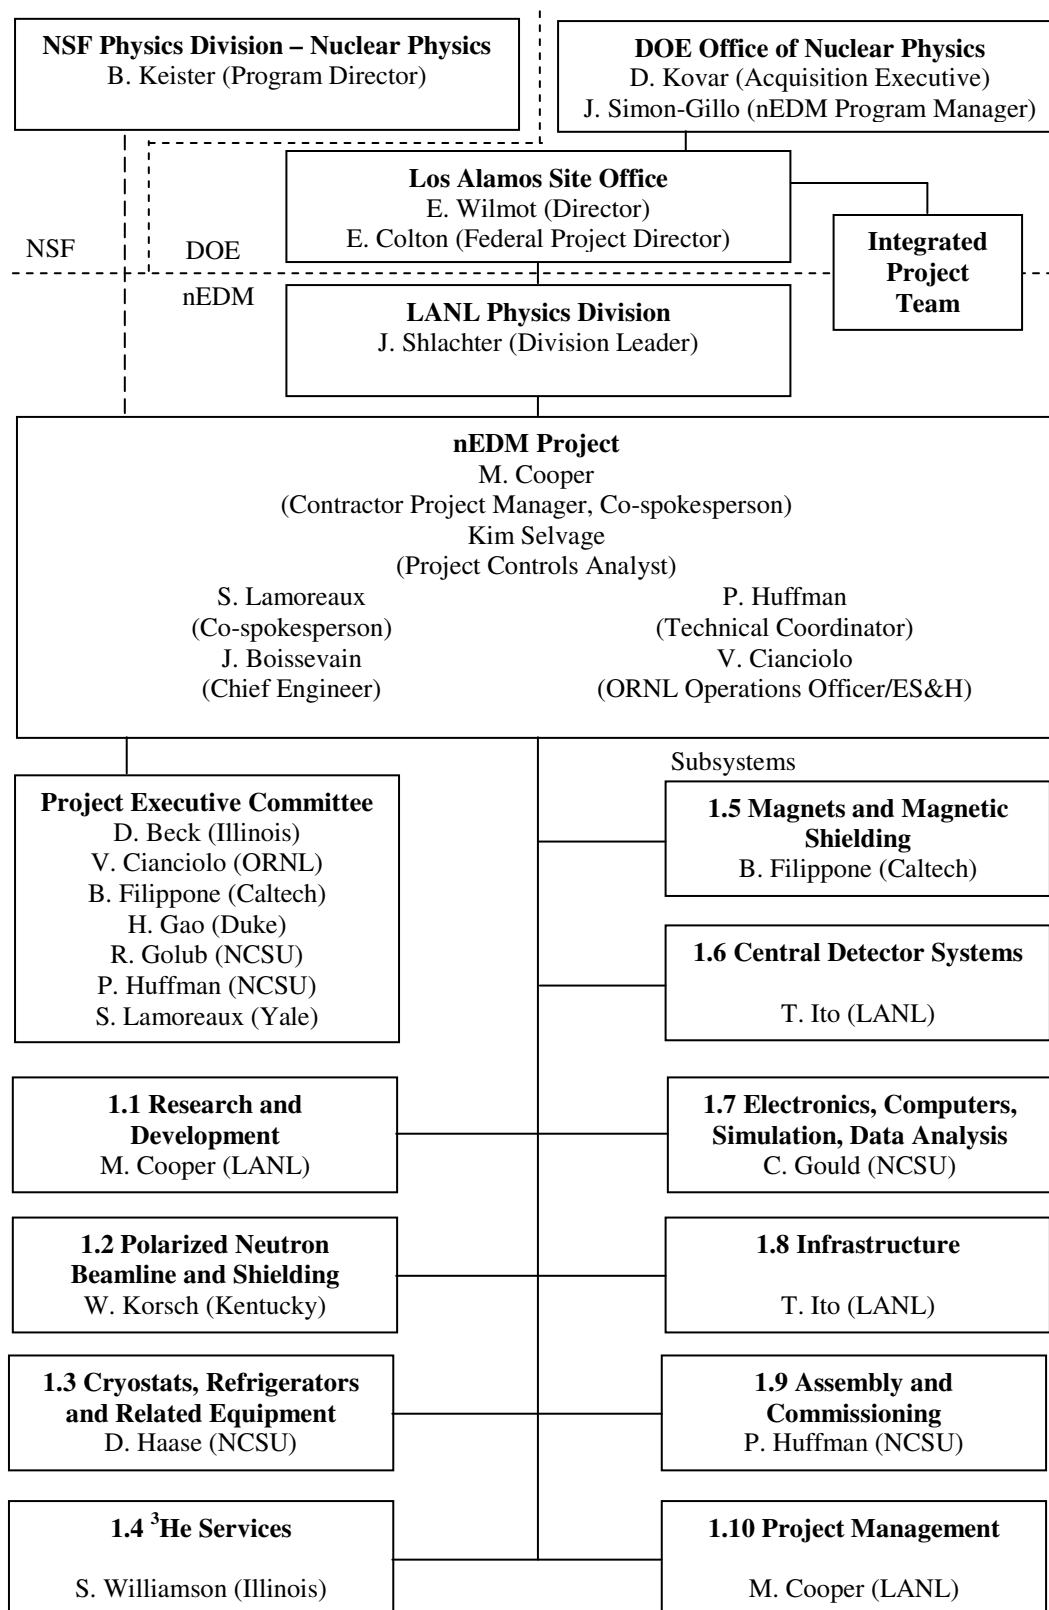 NSF Physics Division – Nuclear Physics
B. Keister (Program Director)
DOE Office of Nuclear Physics
D. Kovar (Acquisition Executive)
J. Simon-Gillo (nEDM Program Manager)
Los Alamos Site Office
E. Wilmot (Director)
E. Colton (Federal Project Director)
Integrated
Project
Team
NSF
DOE
nEDM
LANL Physics Division
J. Shlachter (Division Leader)
nEDM Project
M. Cooper
(Contractor Project Manager, Co-spokesperson)
Kim Selvage
(Project Controls Analyst)
S. Lamoreaux
(Co-spokesperson)
J. Boissevain
(Chief Engineer)
P. Huffman
(Technical Coordinator)
V. Cianciolo
(ORNL Operations Officer/ES&H)
Subsystems
Project Executive Committee
D. Beck (Illinois)
V. Cianciolo (ORNL)
B. Filippone (Caltech)
H. Gao (Duke)
R. Golub (NCSU)
P. Huffman (NCSU)
S. Lamoreaux (Yale)
1.1 Research and
Development
M. Cooper (LANL)
1.2 Polarized Neutron
Beamline and Shielding
W. Korsch (Kentucky)
1.3 Cryostats, Refrigerators
and Related Equipment
D. Haase (NCSU)
1.4 ³He Services
S. Williamson (Illinois)
1.5 Magnets and Magnetic
Shielding
B. Filippone (Caltech)
1.6 Central Detector Systems
T. Ito (LANL)
1.7 Electronics, Computers,
Simulation, Data Analysis
C. Gould (NCSU)
1.8 Infrastructure
T. Ito (LANL)
1.9 Assembly and
Commissioning
P. Huffman (NCSU)
1.10 Project Management
M. Cooper (LANL)